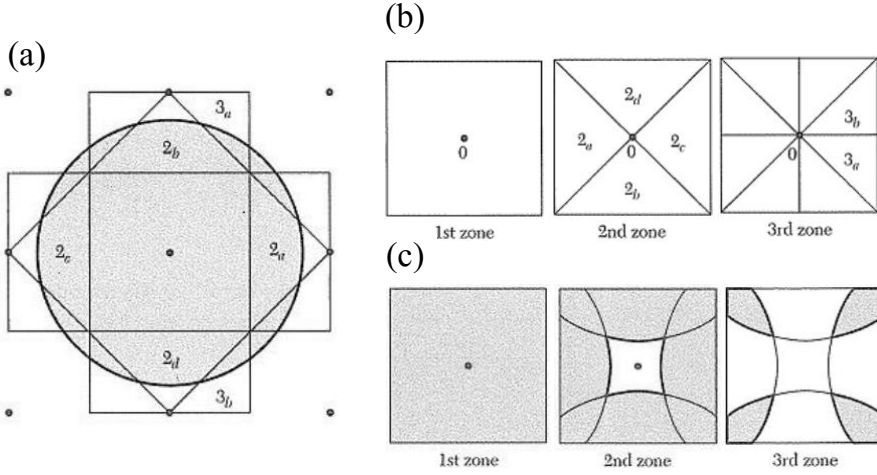 (a)
3a
2b
2c 2a
2d
3b
(b)
0
1st zone
2d
2a 0 2c
2b
2nd zone
3b
0 3a
3rd zone
(c)
1st zone
2nd zone
3rd zone